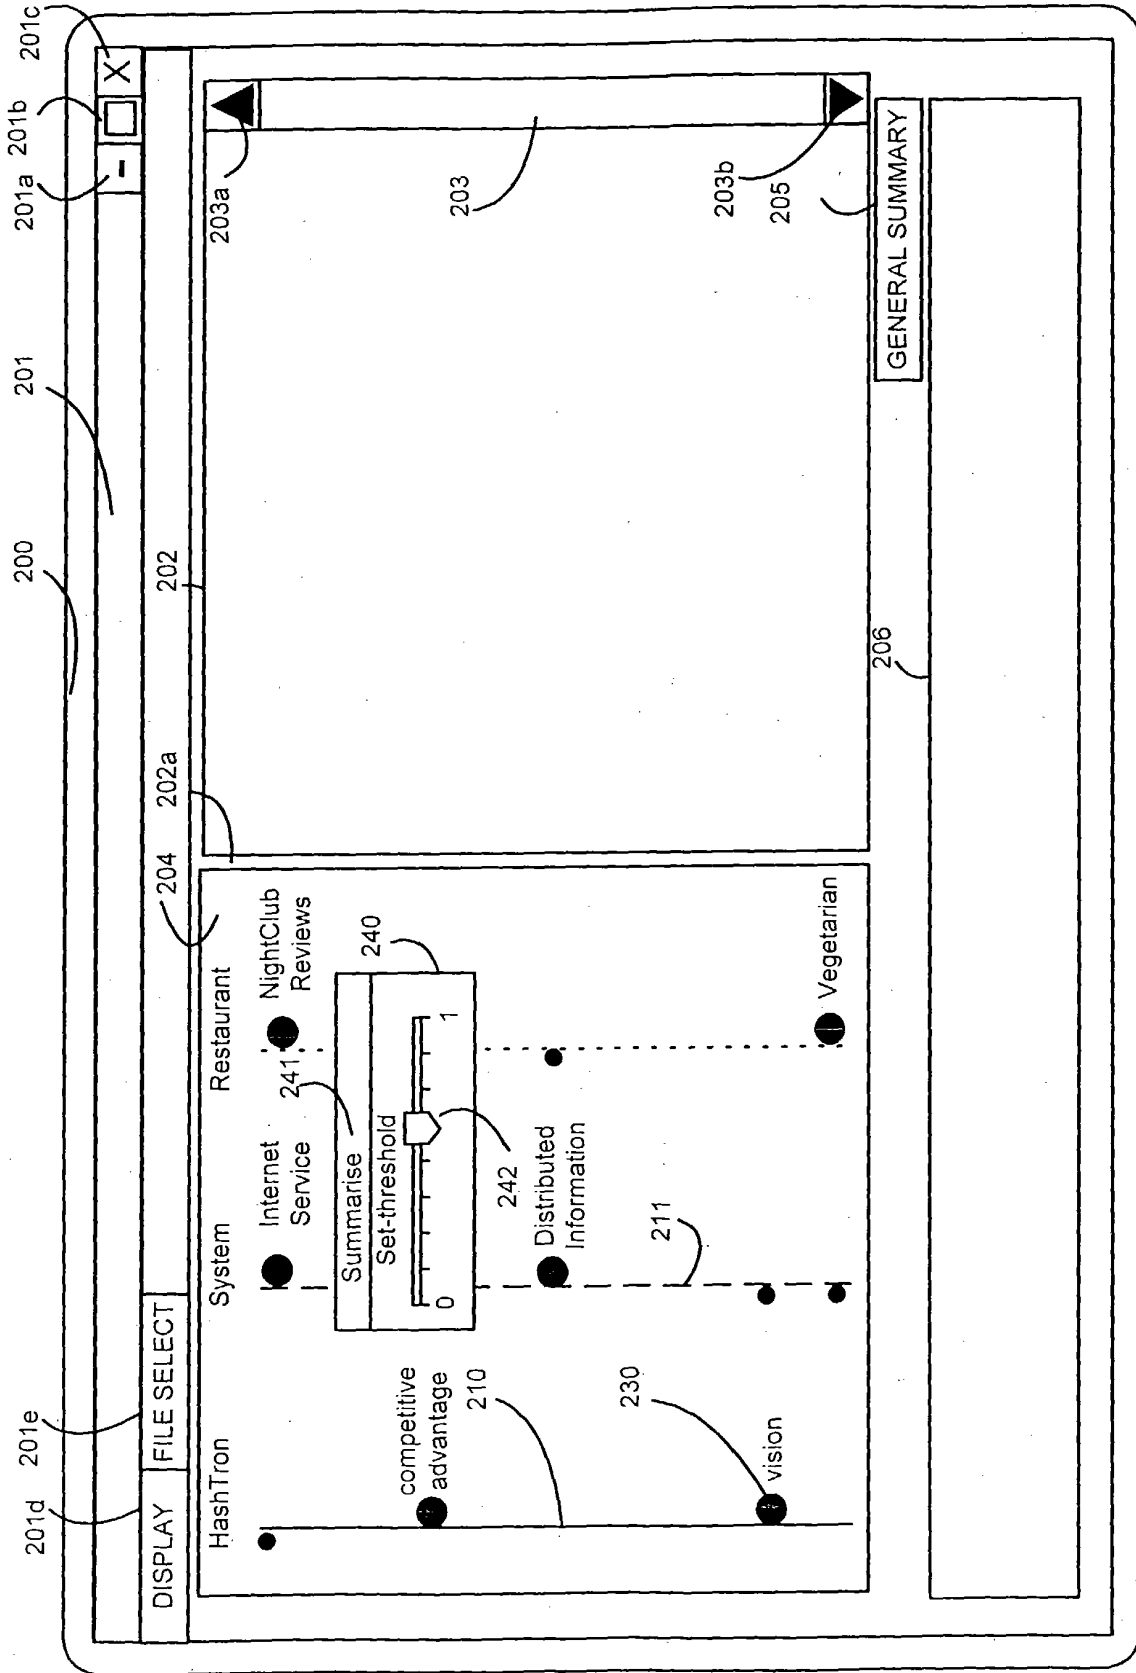 200
201
201a
201b
201c
201d
201e
DISPLAY
FILE SELECT
204
202a
202
HashTron
System
Restaurant
203a
Internet
Service
NightClub
Reviews
241
Summarise
240
Set-threshold
0
1
competitive
advantage
242
210
203
Distributed
Information
211
230
203b
vision
Vegetarian
205
206
GENERAL SUMMARY